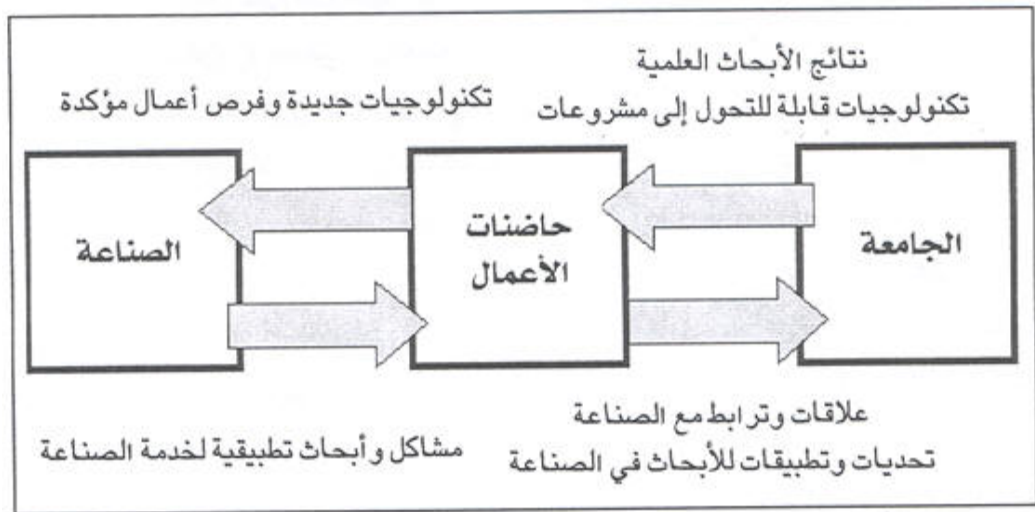 نتائج الأبحاث العلمية
تكنولوجيات قابلة للتحول إلى مشروعات
تكنولوجيات جديدة وفرص أعمال مؤكدة
الجامعة
حاضنات
الأعمال
الصناعة
علاقات وترابط مع الصناعة
تحديات وتطبيقات للأبحاث في الصناعة
مشاكل وأبحاث تطبيقية لخدمة الصناعة